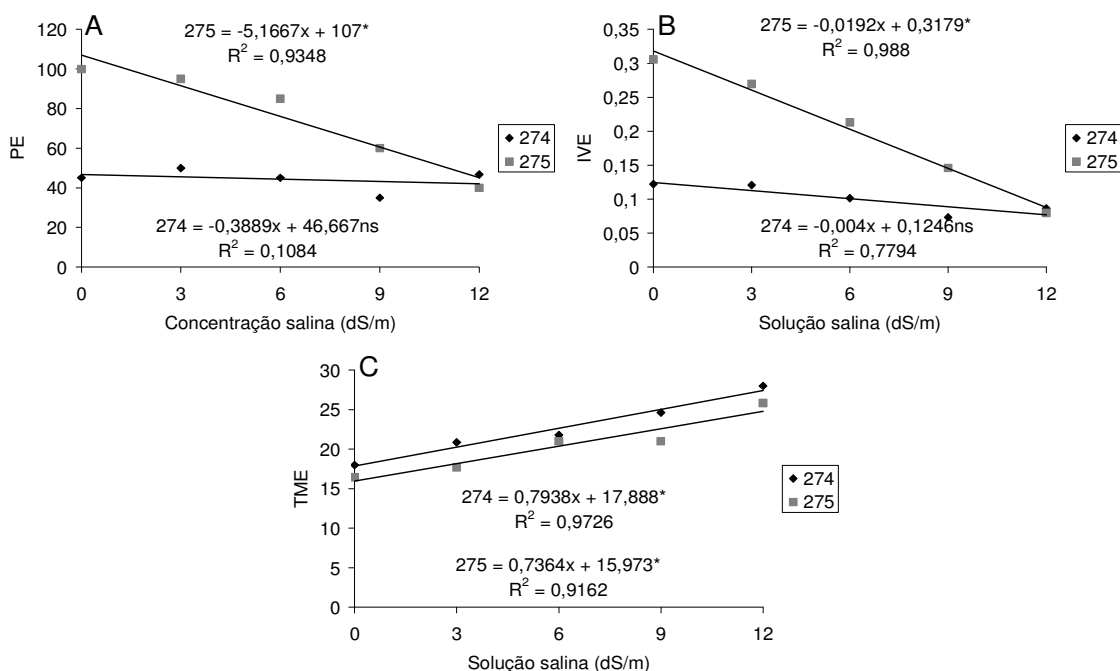 A
275 = -5,1667x + 107*
R² = 0,9348
120
100
80
60
40
20
0
PE
274 = -0,3889x + 46,667ns
R² = 0,1084
0 3 6 9 12
Concentração salina (dS/m)
274
275
B
275 = -0,0192x + 0,3179*
R² = 0,988
0,35
0,3
0,25
0,2
0,15
0,1
0,05
0
IVE
274 = -0,004x + 0,1246ns
R² = 0,7794
0 3 6 9 12
Solução salina (dS/m)
274
275
C
30
25
20
15
10
5
0
TME
274 = 0,7938x + 17,888*
R² = 0,9726
275 = 0,7364x + 15,973*
R² = 0,9162
0 3 6 9 12
Solução salina (dS/m)
274
275